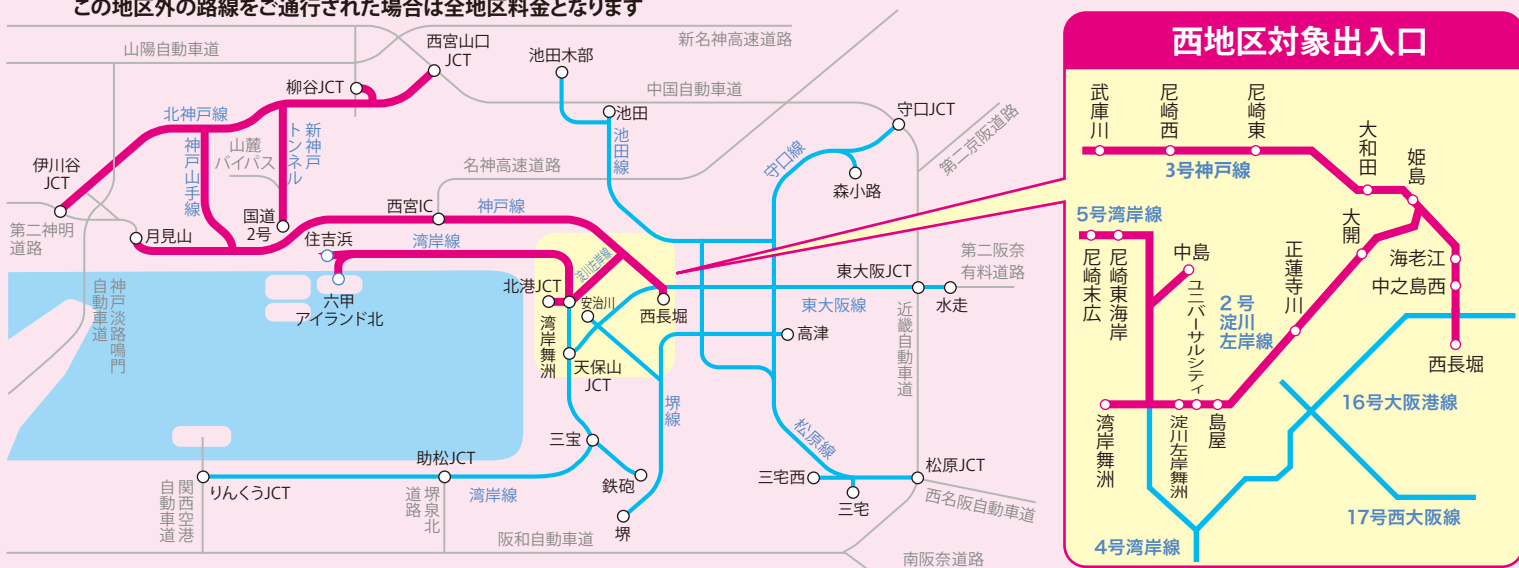 この地区外の路線をご通行された場合は全地区料金となります
山陽自動車道
西宮山口
JCT
新名神高速道路
池田木部
柳谷JCT
中国自動車道
池田
守口JCT
北神戸線
新神戸
トンネル
山麓
バイパス
神戸山手線
池田線
守口線
第二京阪道路
伊川谷
JCT
名神高速道路
森小路
西宮IC
神戸線
国道
2号
第二神明
道路
月見山
住吉浜
湾岸線
淀川左岸線
第二阪奈
有料道路
東大阪JCT
北港JCT
安治川
神戸淡路鳴門
自動車道
六甲
アイランド北
西長堀
東大阪線
水走
湾岸舞洲
高津
近畿自動車道
天保山
JCT
堺線
松原線
三宝
助松JCT
松原JCT
三宅西
りんくうJCT
湾岸線
鉄砲
三宅
関西空港
自動車道
堺泉北
道路
西名阪自動車道
堺
阪和自動車道
南阪奈道路
西地区対象出入口
武庫川
尼崎西
尼崎東
大和田
姫島
3号神戸線
5号湾岸線
大開
中島
正蓮寺川
海老江
尼崎末広
尼崎東海岸
ユニバーサルシティ
中之島西
2号
淀川
左岸線
西長堀
16号大阪港線
湾岸舞洲
淀川左岸舞洲
島屋
17号西大阪線
4号湾岸線